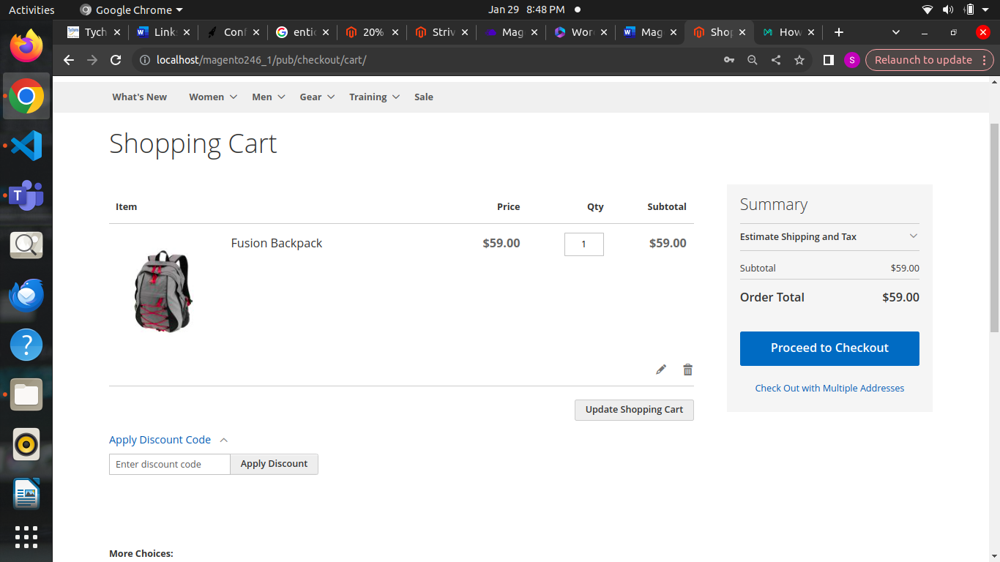 Activities Google Chrome Jan 29 8:48 PM
Tych Link Conf entic 20% Striv Mag Wor Mag Shop How
localhost/magento246_1/pub/checkout/cart/ S Relaunch to update
What's New Women Men Gear Training Sale
Shopping Cart
Item Price Qty Subtotal
Fusion Backpack $59.00 1 $59.00
Update Shopping Cart
Apply Discount Code
Enter discount code Apply Discount
More Choices:
Summary
Estimate Shipping and Tax
Subtotal $59.00
Order Total $59.00
Proceed to Checkout
Check Out with Multiple Addresses